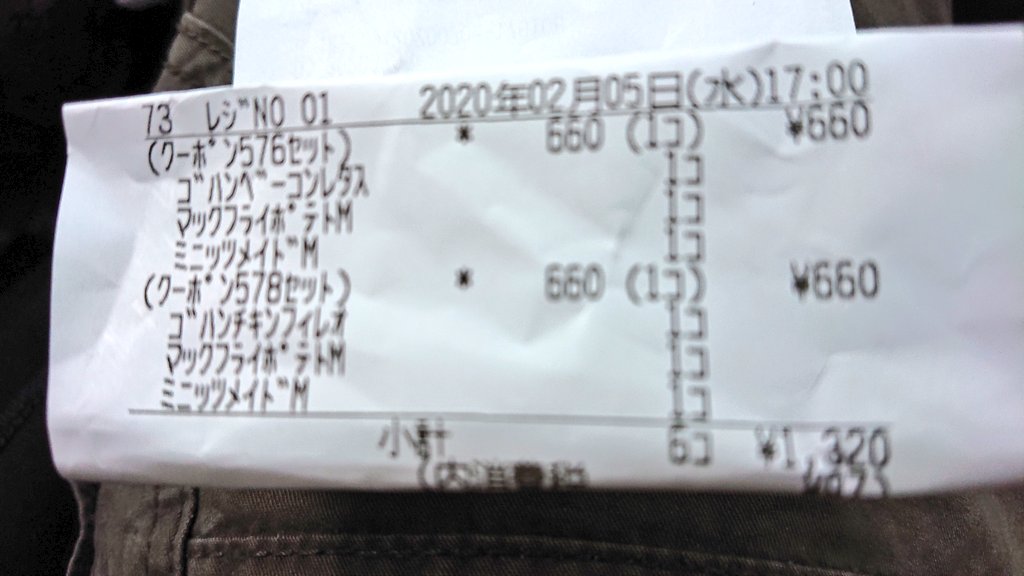 73 レジNO 01 2020年02月05日(水)17:00
(クーポン576セット) * 660 (1コ) ¥660
ゴハンベーコンレタス 1コ
マックフライポテトM 1コ
ミニッツメイドM 1コ
(クーポン578セット) * 660 (1コ) ¥660
ゴハンチキンフィレオ 1コ
マックフライポテトM 1コ
ミニッツメイドM 1コ
小計 6コ ¥1,320
(内消費税